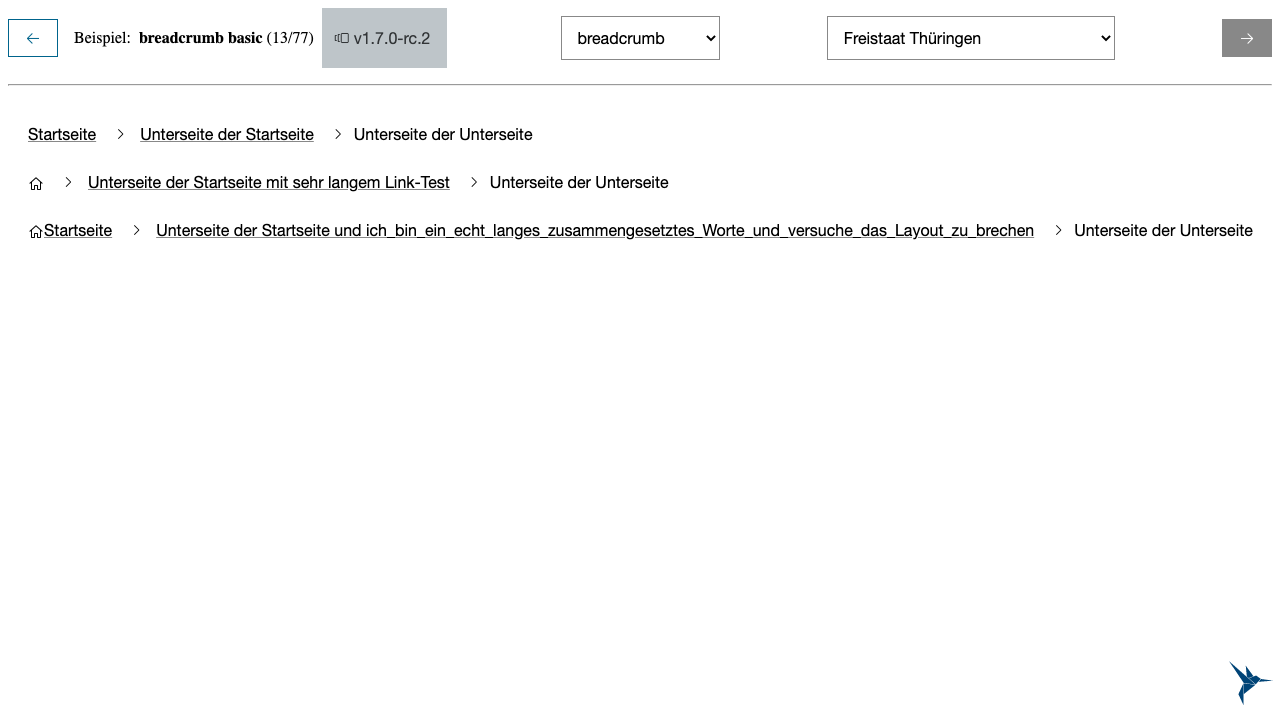 Beispiel: breadcrumb basic (13/77) v1.7.0-rc.2 breadcrumb Freistaat Thüringen
Startseite Unterseite der Startseite Unterseite der Unterseite
Unterseite der Startseite mit sehr langem Link-Test Unterseite der Unterseite
Startseite Unterseite der Startseite und ich_bin_ein_echt_langes_zusammengesetztes_Worte_und_versuche_das_Layout_zu_brechen Unterseite der Unterseite